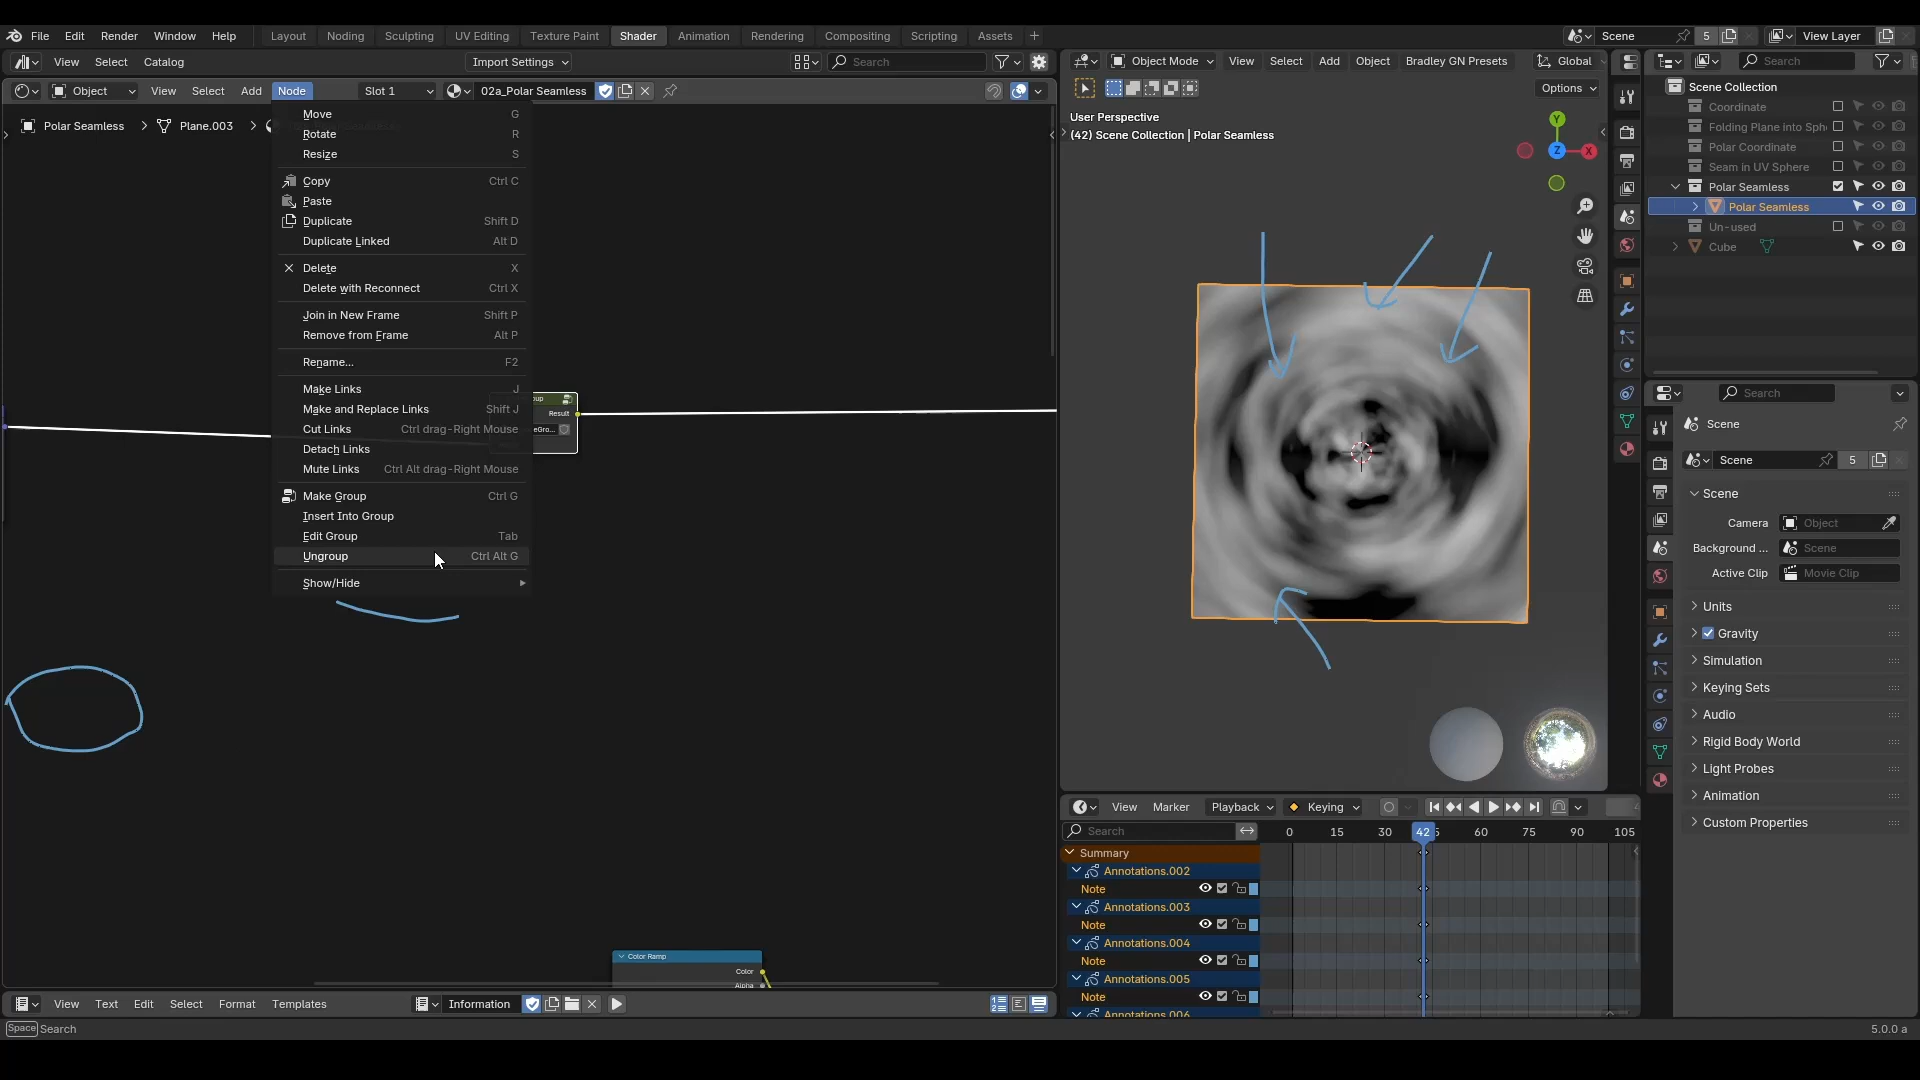 File Edit Render Window Help Layout Noding Sculpting UV Editing Texture Paint Shader Animation Rendering Compositing Scripting Assets Scene 5 View Layer
View Select Catalog Import Settings Search
Object View Select Add Node Slot 1 02a_Polar Seamless
Polar Seamless Plane.003
Move G
Rotate R
Resize S
Copy Ctrl C
Paste
Duplicate Shift D
Duplicate Linked Alt D
Delete X
Delete with Reconnect Ctrl X
Join in New Frame Shift P
Remove from Frame Alt P
Rename... F2
Make Links J
Make and Replace Links Shift J
Cut Links Ctrl drag-Right Mouse
Detach Links
Mute Links Ctrl Alt drag-Right Mouse
Make Group Ctrl G
Insert Into Group
Edit Group Tab
Ungroup Ctrl Alt G
Show/Hide
oup
Result
eGro...
Color Ramp
Color
Alpha
View Text Edit Select Format Templates Information
Space Search
5.0.0 a
Object Mode View Select Add Object Bradley GN Presets Global
Options
User Perspective
(42) Scene Collection | Polar Seamless
Y
Z
X
View Marker Playback Keying
Search 0 15 30 42 60 75 90 105
Summary
Annotations.002
Note
Annotations.003
Note
Annotations.004
Note
Annotations.005
Note
Annotations.006
Search
Scene Collection
Coordinate
Folding Plane into Sph
Polar Coordinate
Seam in UV Sphere
Polar Seamless
Polar Seamless
Un-used
Cube
Search
Scene
Scene 5
Scene
Camera Object
Background ... Scene
Active Clip Movie Clip
Units
Gravity
Simulation
Keying Sets
Audio
Rigid Body World
Light Probes
Animation
Custom Properties